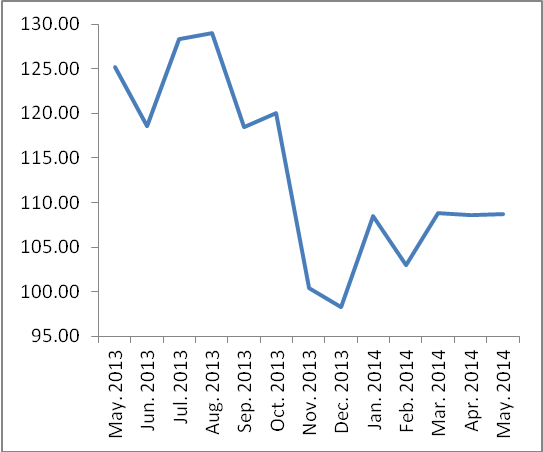 130.00
125.00
120.00
115.00
110.00
105.00
100.00
95.00
May. 2013
Jun. 2013
Jul. 2013
Aug. 2013
Sep. 2013
Oct. 2013
Nov. 2013
Dec. 2013
Jan. 2014
Feb. 2014
Mar. 2014
Apr. 2014
May. 2014